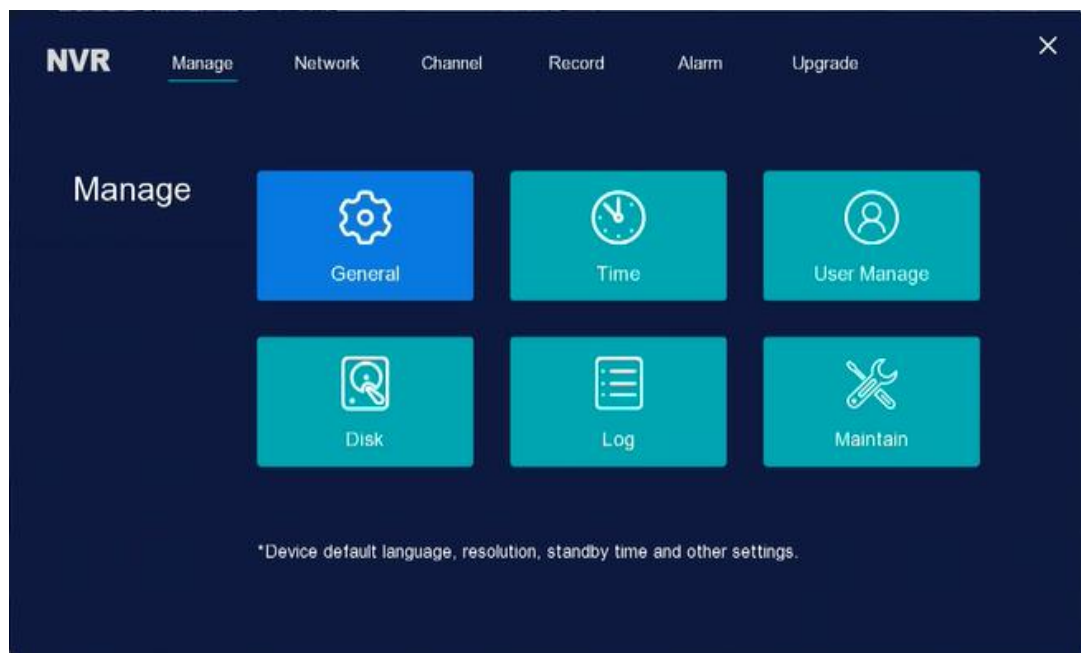 NVR Manage Network Channel Record Alarm Upgrade
Manage
General Time User Manage
Disk Log Maintain
*Device default language, resolution, standby time and other settings.